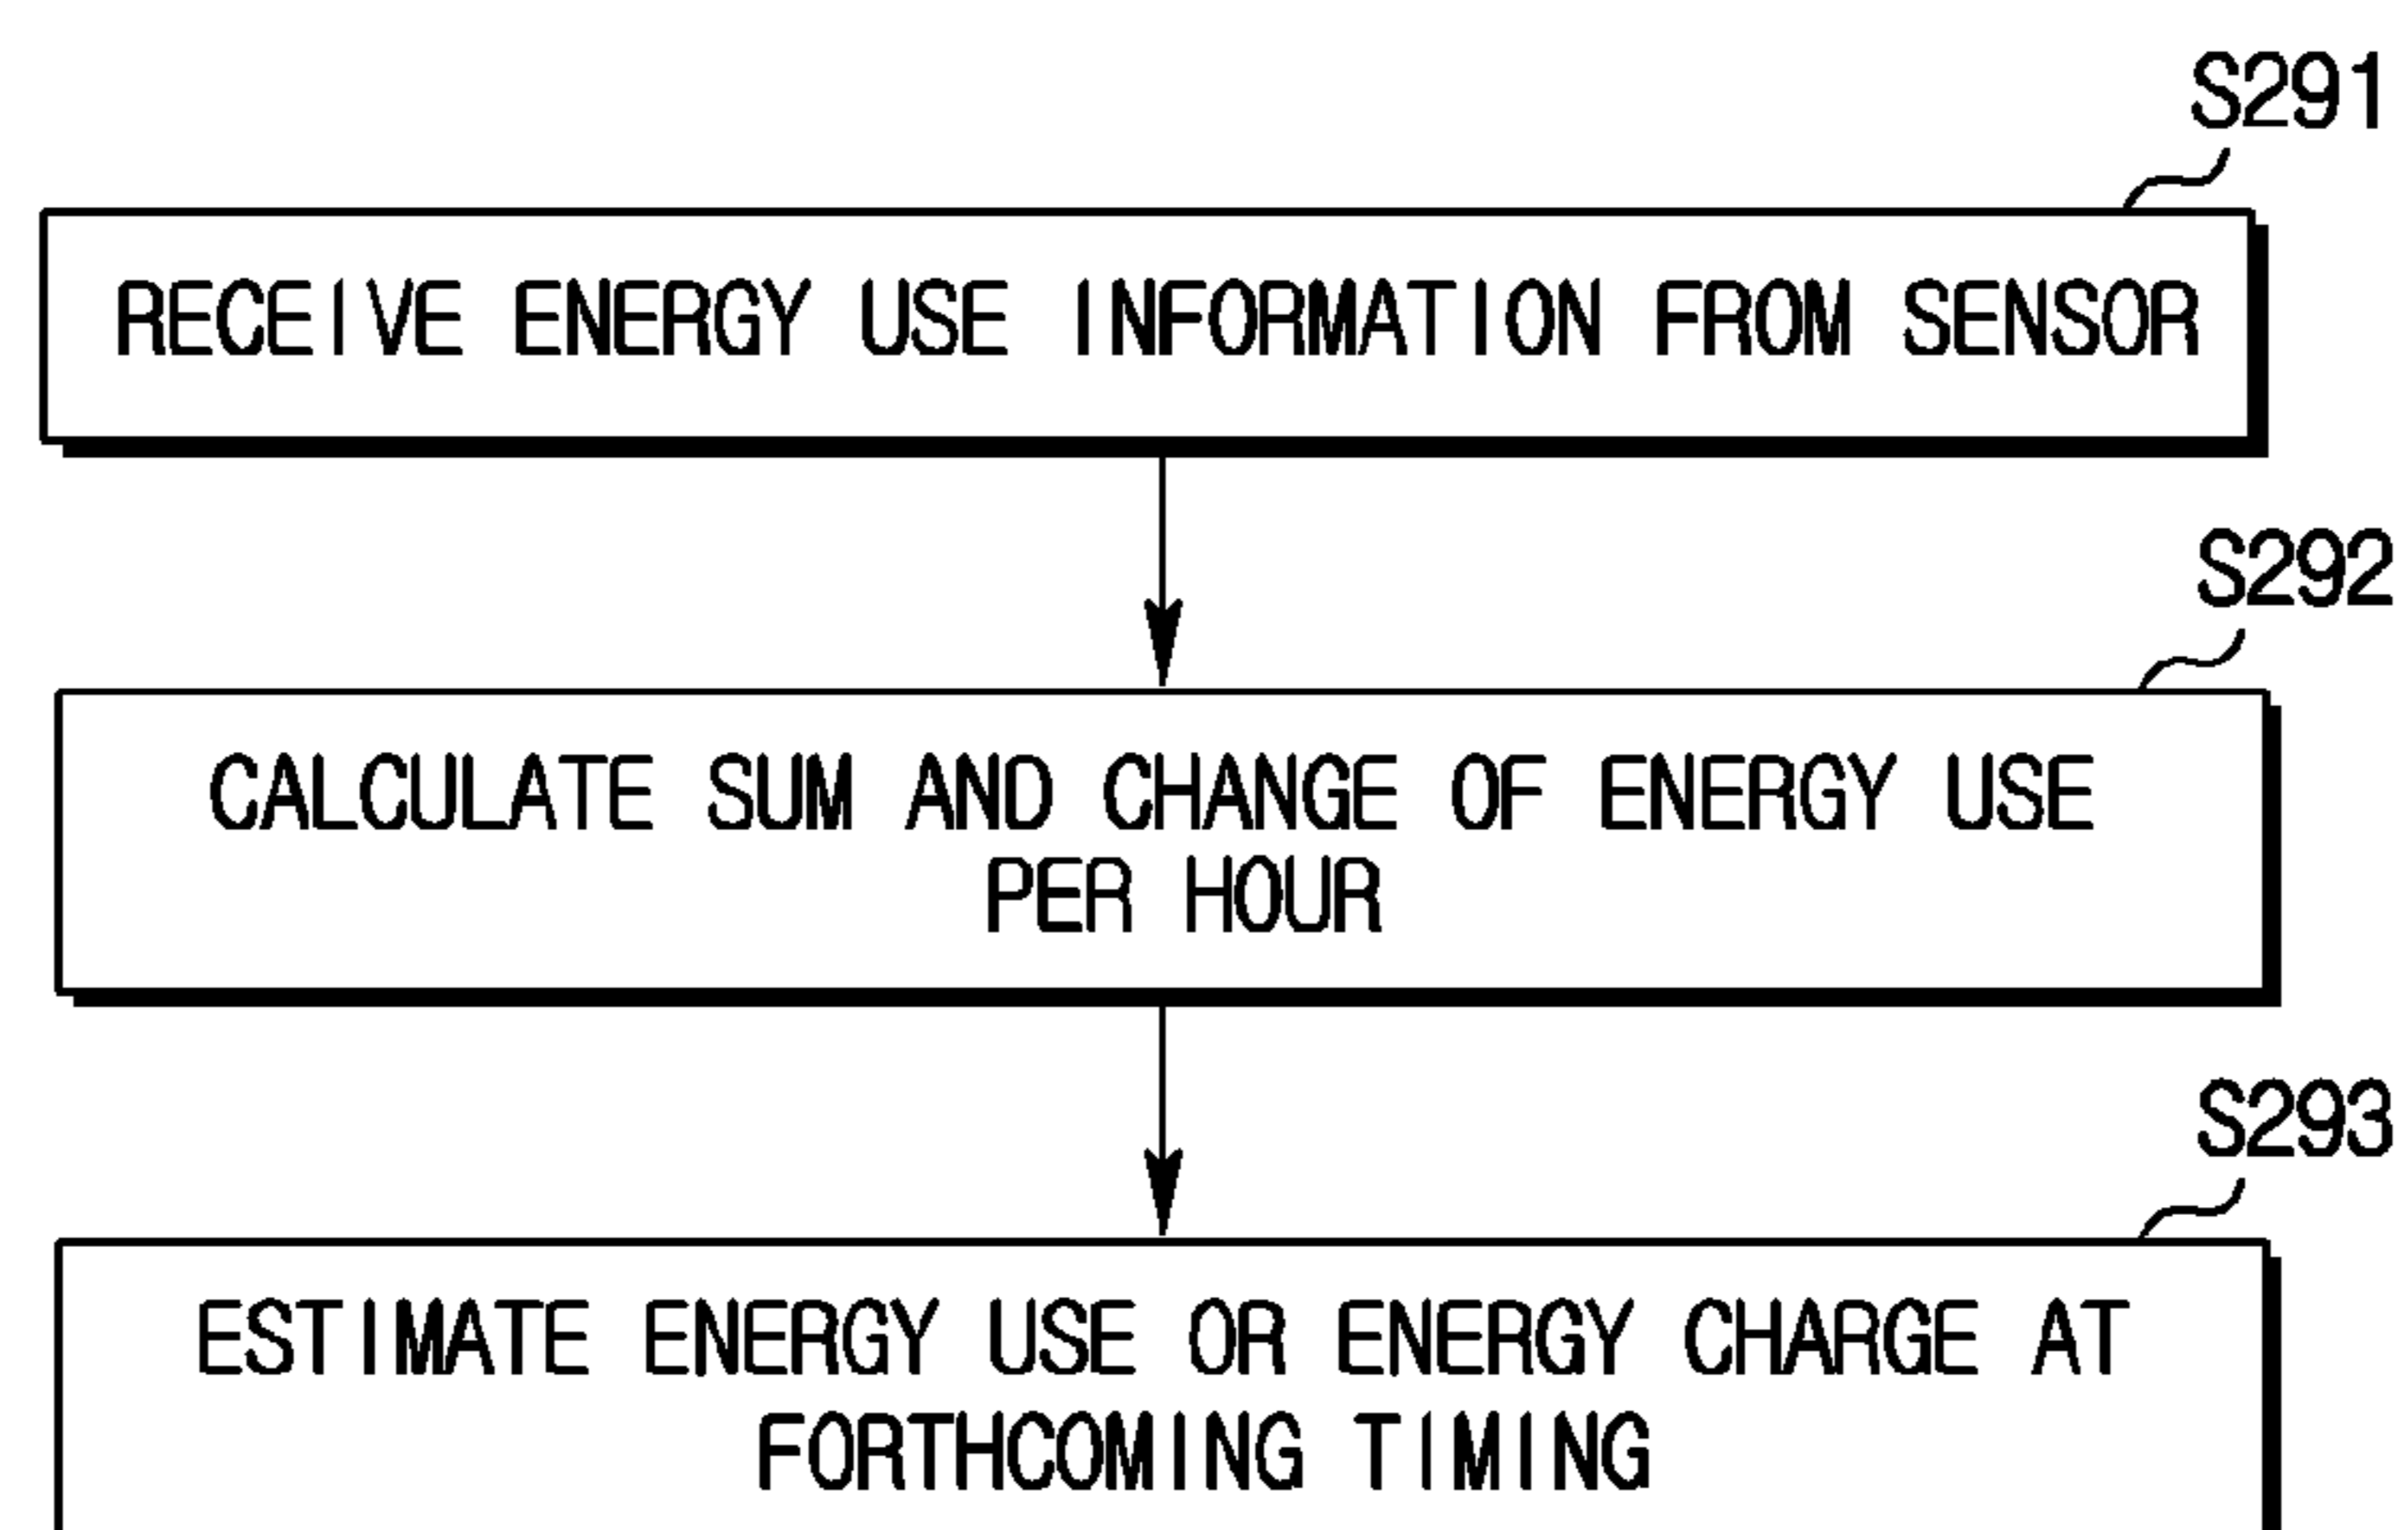 S291
RECEIVE ENERGY USE INFORMATION FROM SENSOR
S292
CALCULATE SUM AND CHANGE OF ENERGY USE
PER HOUR
S293
ESTIMATE ENERGY USE OR ENERGY CHARGE AT
FORTHCOMING TIMING